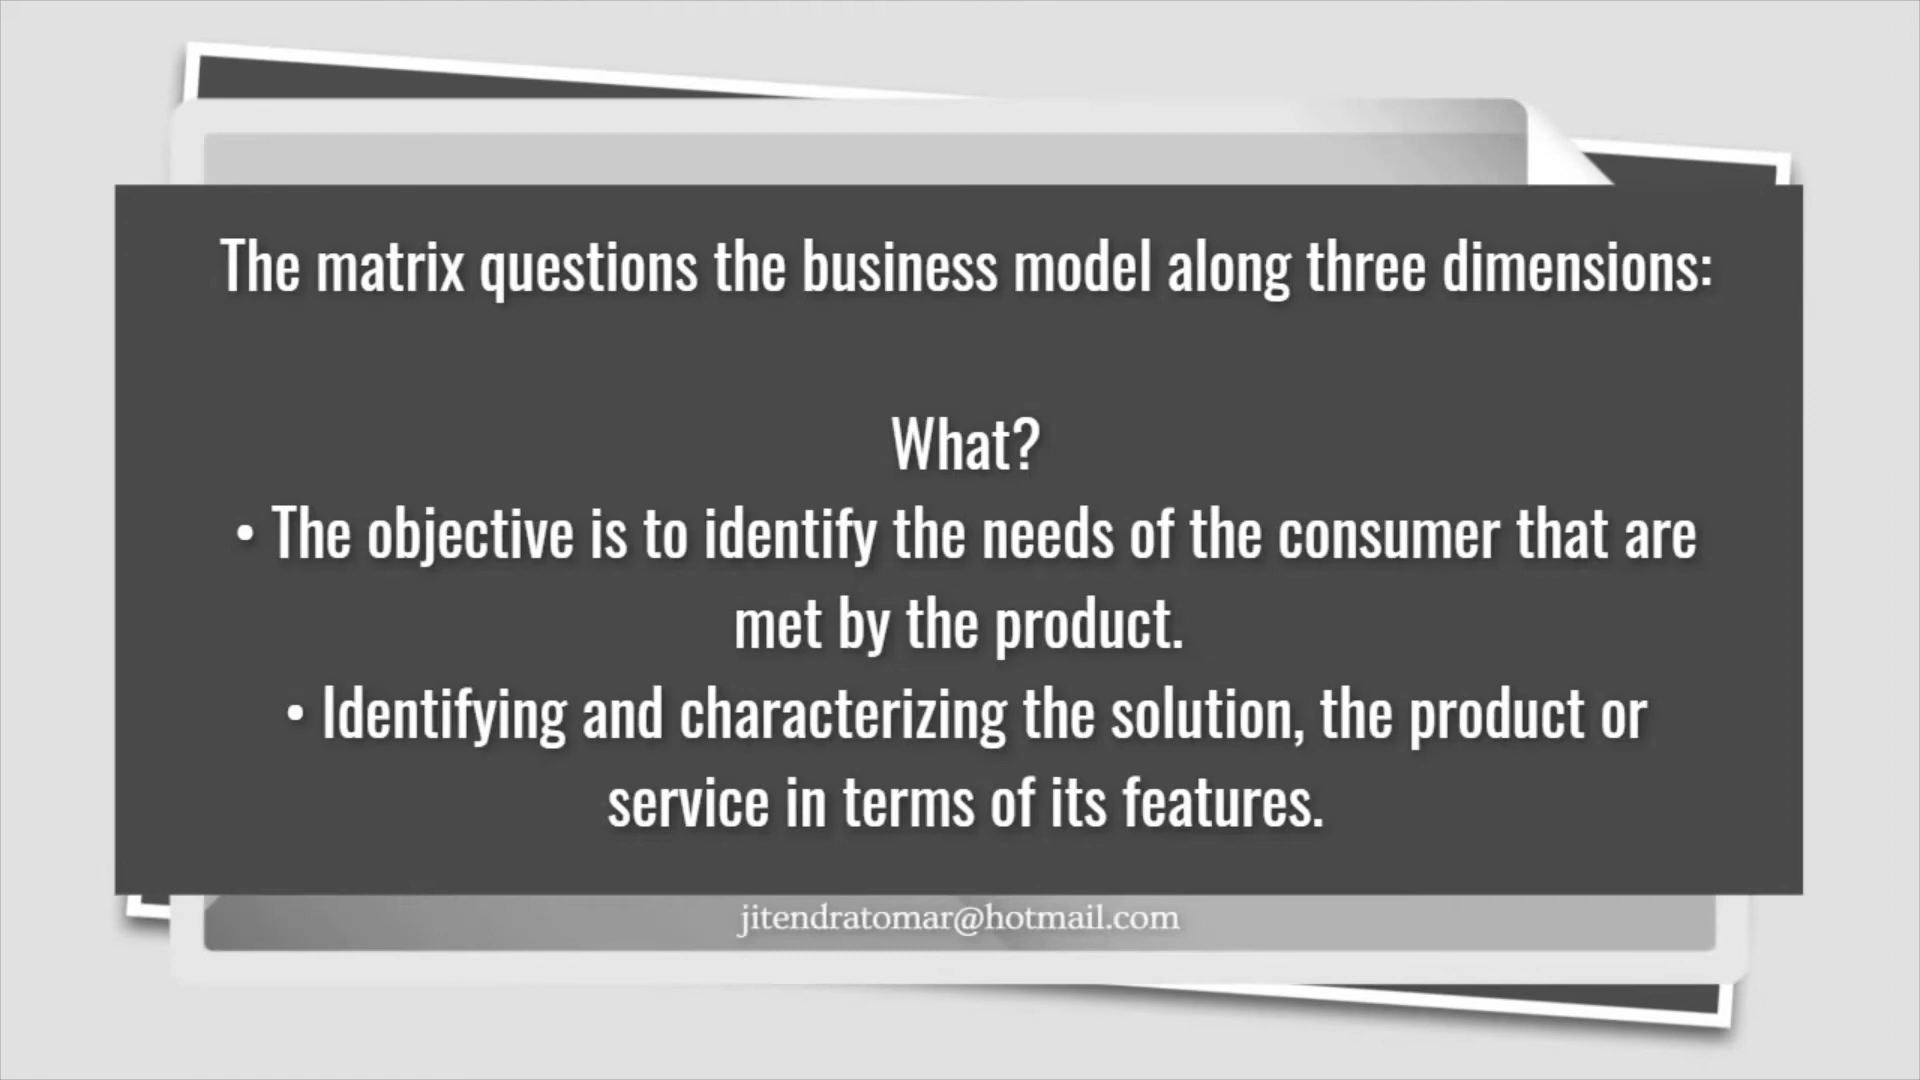 The matrix questions the business model along three dimensions:
What?
• The objective is to identify the needs of the consumer that are
met by the product.
• Identifying and characterizing the solution, the product or
service in terms of its features.
jitendratomar@hotmail.com